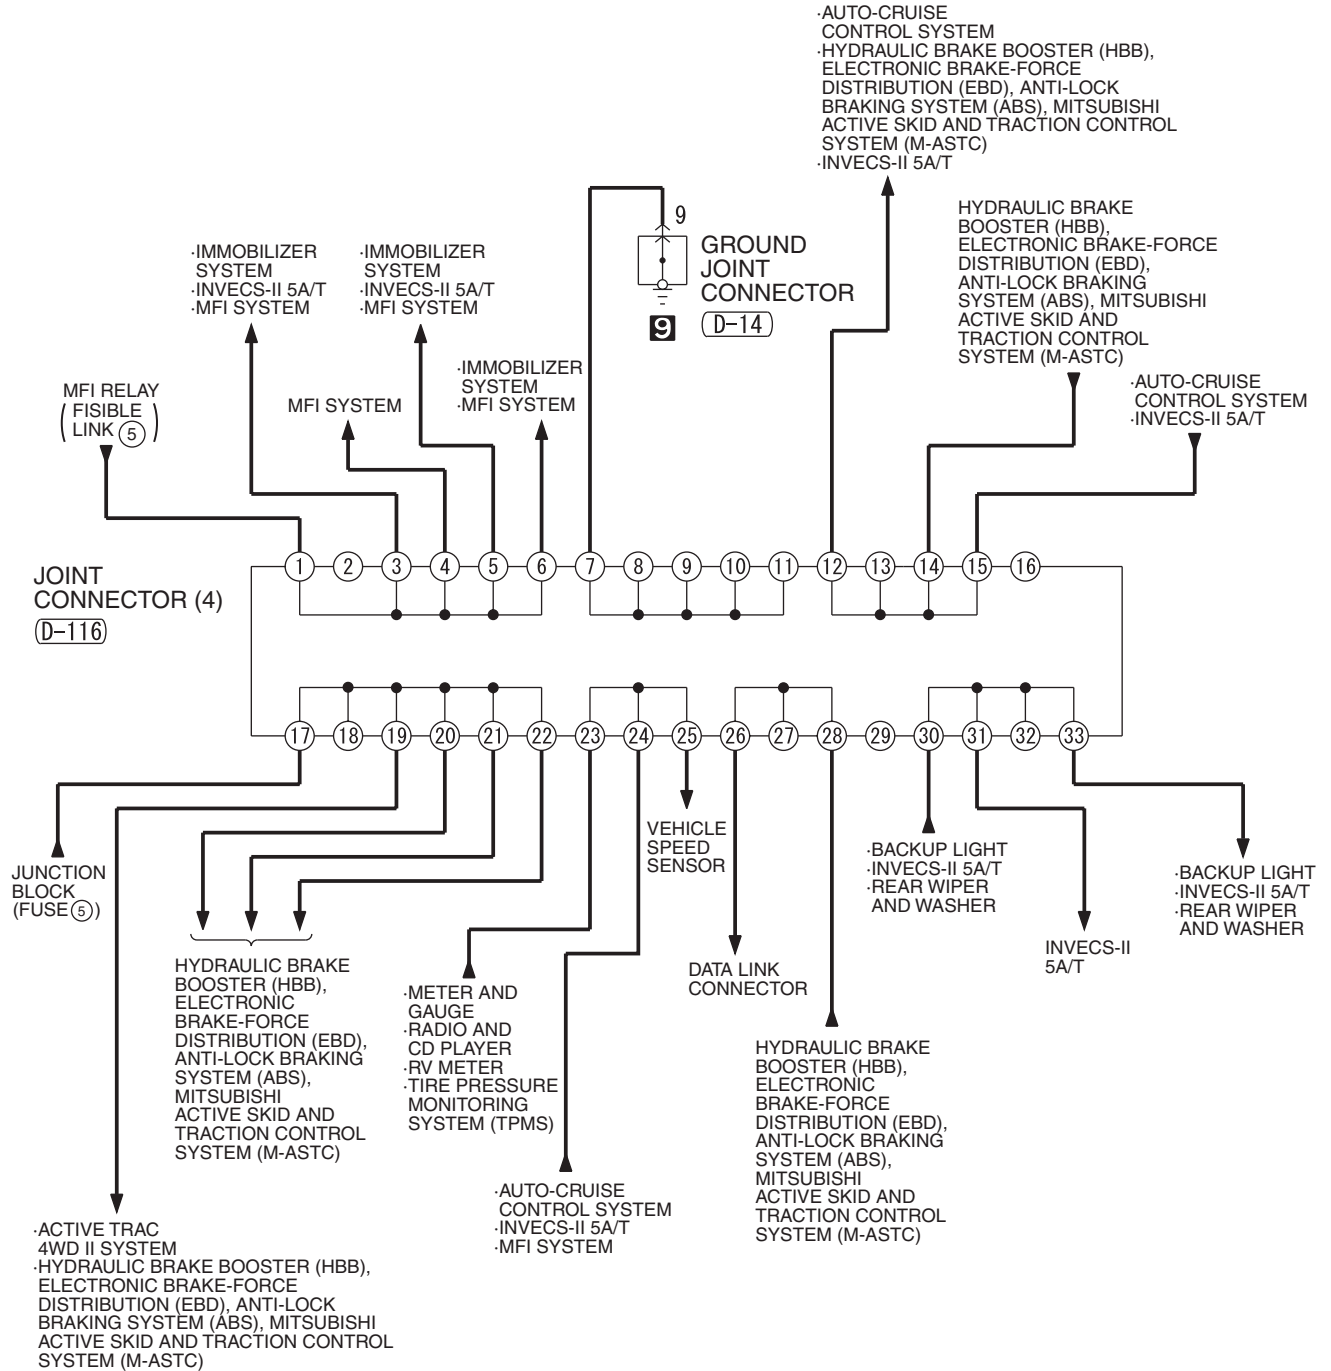 ·AUTO-CRUISE
CONTROL SYSTEM
·HYDRAULIC BRAKE BOOSTER (HBB),
ELECTRONIC BRAKE-FORCE
DISTRIBUTION (EBD), ANTI-LOCK
BRAKING SYSTEM (ABS), MITSUBISHI
ACTIVE SKID AND TRACTION CONTROL
SYSTEM (M-ASTC)
·INVECS-II 5A/T
HYDRAULIC BRAKE
BOOSTER (HBB),
ELECTRONIC BRAKE-FORCE
DISTRIBUTION (EBD),
ANTI-LOCK BRAKING
SYSTEM (ABS), MITSUBISHI
ACTIVE SKID AND
TRACTION CONTROL
SYSTEM (M-ASTC)
9
GROUND
JOINT
CONNECTOR
D-14
9
·IMMOBILIZER
SYSTEM
·INVECS-II 5A/T
·MFI SYSTEM
·IMMOBILIZER
SYSTEM
·INVECS-II 5A/T
·MFI SYSTEM
·IMMOBILIZER
SYSTEM
·MFI SYSTEM
MFI SYSTEM
MFI RELAY
(FISIBLE
LINK 5)
·AUTO-CRUISE
CONTROL SYSTEM
·INVECS-II 5A/T
JOINT
CONNECTOR (4)
D-116
1 2 3 4 5 6 7 8 9 10 11 12 13 14 15 16
17 18 19 20 21 22 23 24 25 26 27 28 29 30 31 32 33
JUNCTION
BLOCK
(FUSE 5)
VEHICLE
SPEED
SENSOR
·BACKUP LIGHT
·INVECS-II 5A/T
·REAR WIPER
AND WASHER
·BACKUP LIGHT
·INVECS-II 5A/T
·REAR WIPER
AND WASHER
INVECS-II
5A/T
HYDRAULIC BRAKE
BOOSTER (HBB),
ELECTRONIC
BRAKE-FORCE
DISTRIBUTION (EBD),
ANTI-LOCK BRAKING
SYSTEM (ABS),
MITSUBISHI
ACTIVE SKID AND
TRACTION CONTROL
SYSTEM (M-ASTC)
·METER AND
GAUGE
·RADIO AND
CD PLAYER
·RV METER
·TIRE PRESSURE
MONITORING
SYSTEM (TPMS)
DATA LINK
CONNECTOR
HYDRAULIC BRAKE
BOOSTER (HBB),
ELECTRONIC
BRAKE-FORCE
DISTRIBUTION (EBD),
ANTI-LOCK BRAKING
SYSTEM (ABS),
MITSUBISHI
ACTIVE SKID AND
TRACTION CONTROL
SYSTEM (M-ASTC)
·AUTO-CRUISE
CONTROL SYSTEM
·INVECS-II 5A/T
·MFI SYSTEM
·ACTIVE TRAC
4WD II SYSTEM
·HYDRAULIC BRAKE BOOSTER (HBB),
ELECTRONIC BRAKE-FORCE
DISTRIBUTION (EBD), ANTI-LOCK
BRAKING SYSTEM (ABS), MITSUBISHI
ACTIVE SKID AND TRACTION CONTROL
SYSTEM (M-ASTC)